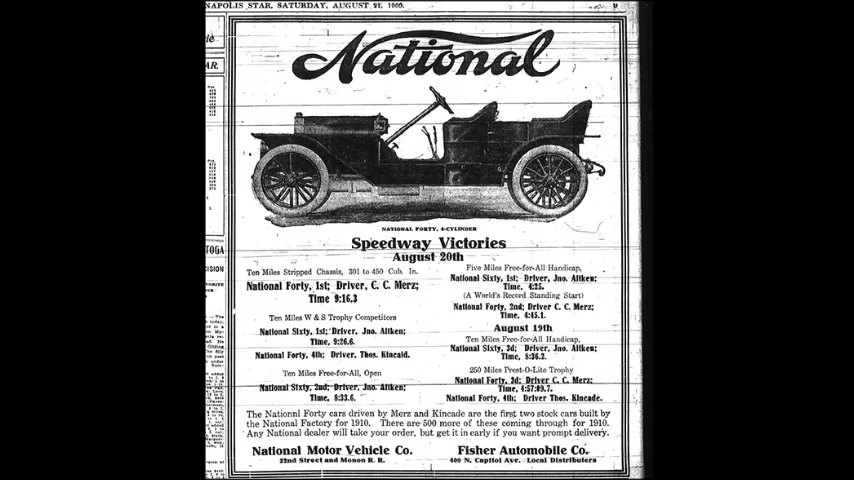 NAPOLIS STAR, SATURDAY, AUGUST 21, 1909.
9
National
NATIONAL FORTY, 4-CYLINDER
Speedway Victories
August 20th
Ten Miles Stripped Chassis, 301 to 450 Cub. In.
National Forty, 1st; Driver, C. C. Merz;
Time 9:16.3
Ten Miles W & S Trophy Competitors
National Sixty, 1st; Driver, Jno. Aitken;
Time, 9:26.6.
National Forty, 4th; Driver, Thos. Kincaid.
Ten Miles Free-for-All, Open
National Sixty, 2nd; Driver, Jno. Aitken;
Time, 8:33.6.
Five Miles Free-for-All Handicap,
National Sixty, 1st; Driver, Jno. Aitken;
Time, 4:25.
(A World's Record Standing Start)
National Forty, 2nd; Driver C. C. Merz;
Time, 4:45.1.
August 19th
Ten Miles Free-for-All Handicap,
National Sixty, 3d; Driver, Jno. Aitken;
Time, 8:36.2.
250 Miles Prest-O-Lite Trophy
National Forty, 3d; Driver C. C. Merz;
Time, 4:57:09.7.
National Forty, 4th; Driver Thos. Kincade.
The Nationnl Forty cars driven by Merz and Kincade are the first two stock cars built by
the National Factory for 1910. There are 500 more of these coming through for 1910.
Any National dealer will take your order, but get it in early if you want prompt delivery.
National Motor Vehicle Co.
22nd Street and Monon R. R.
Fisher Automobile Co.
400 N. Capitol Ave. Local Distributers